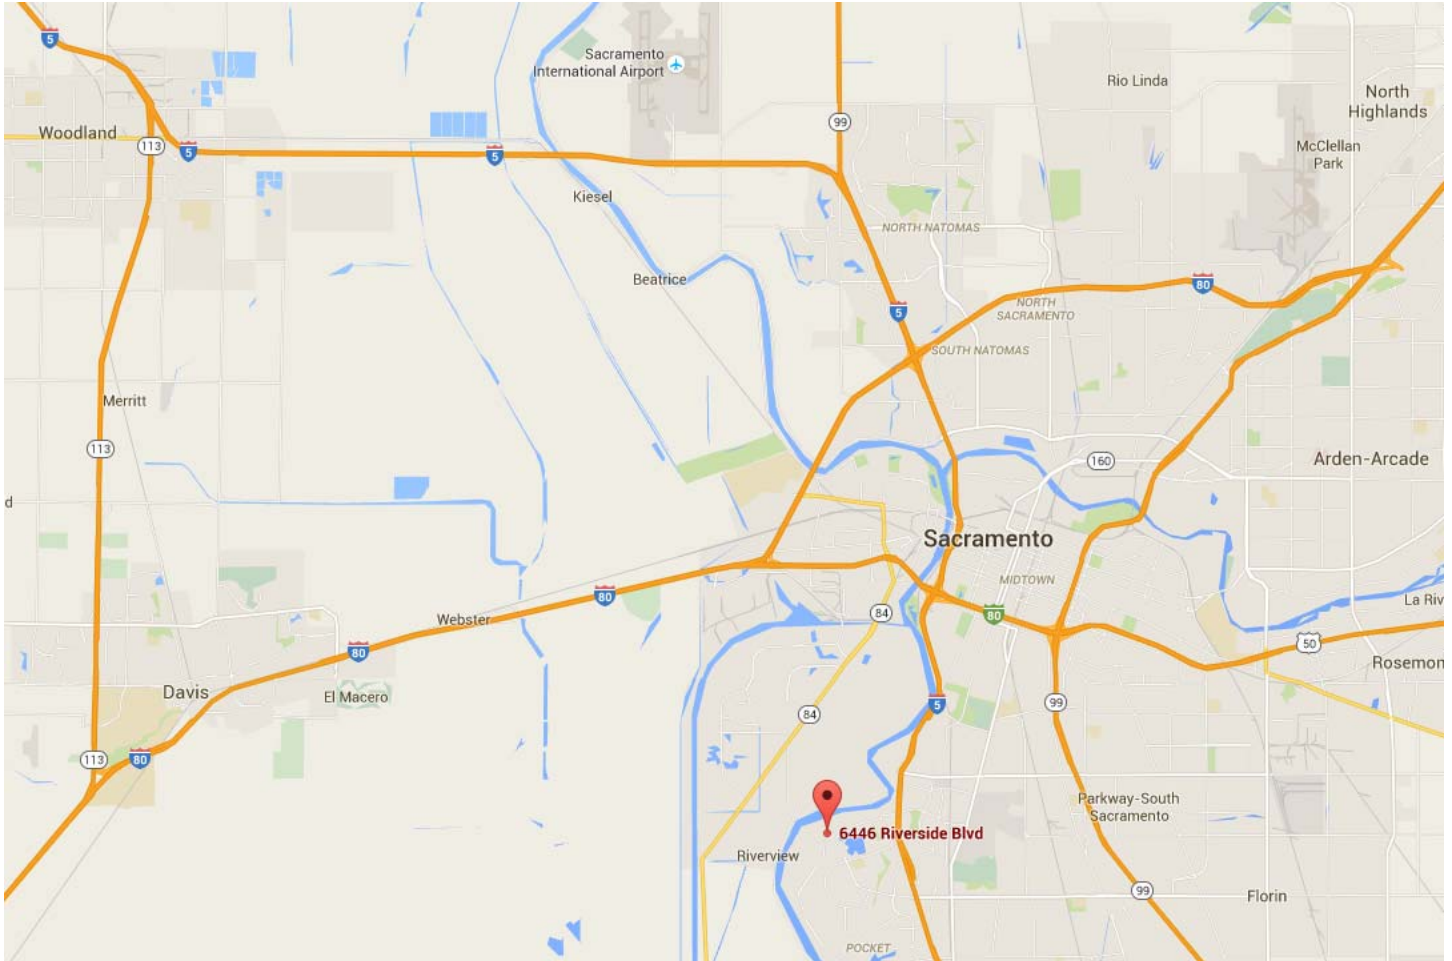 5
Sacramento
International Airport
Rio Linda
North
Highlands
99
Woodland
113
5
5
McClellan
Park
Kiesel
NORTH NATOMAS
Beatrice
80
NORTH
SACRAMENTO
5
SOUTH NATOMAS
Merritt
113
160
Arden-Arcade
d
Sacramento
MIDTOWN
80
Webster
84
80
La Riv
50
80
Rosemon
Davis
El Macero
84
5
99
113
80
Parkway-South
Sacramento
6446 Riverside Blvd
Riverview
99
Florin
POCKET